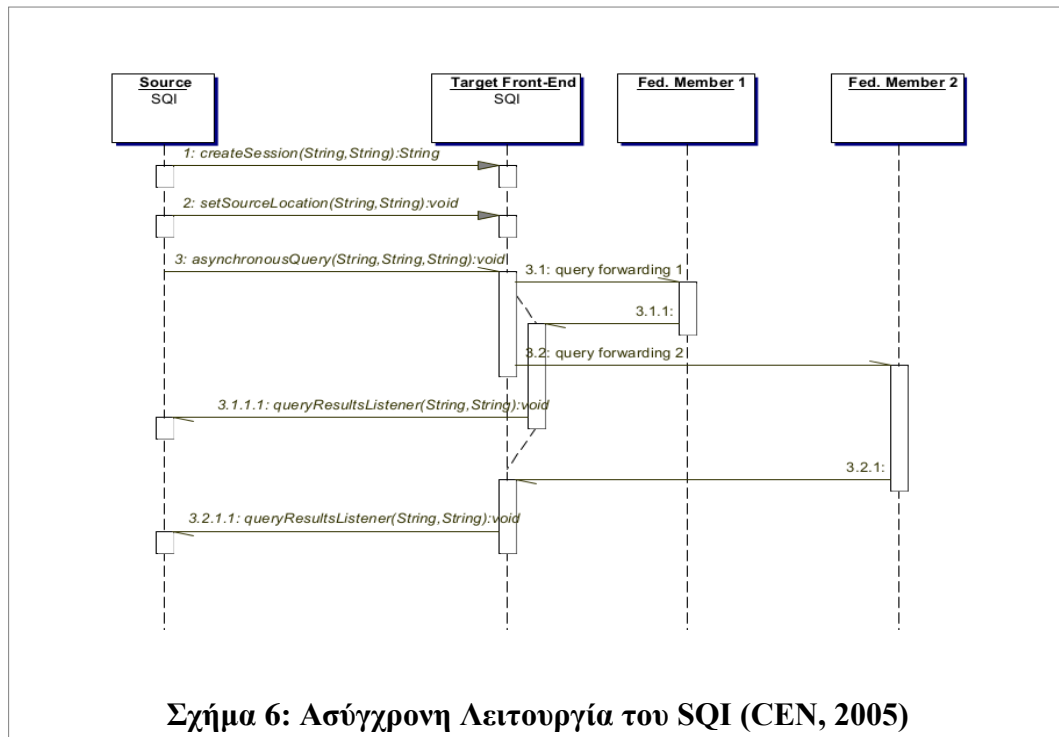 Source
SQI
Target Front-End
SQI
Fed. Member 1
Fed. Member 2
1: createSession(String,String):String
2: setSourceLocation(String,String):void
3: asynchronousQuery(String,String,String):void
3.1: query forwarding 1
3.1.1:
3.2: query forwarding 2
3.1.1.1: queryResultsListener(String,String):void
3.2.1:
3.2.1.1: queryResultsListener(String,String):void
Σχήμα 6: Ασύγχρονη Λειτουργία του SQI (CEN, 2005)